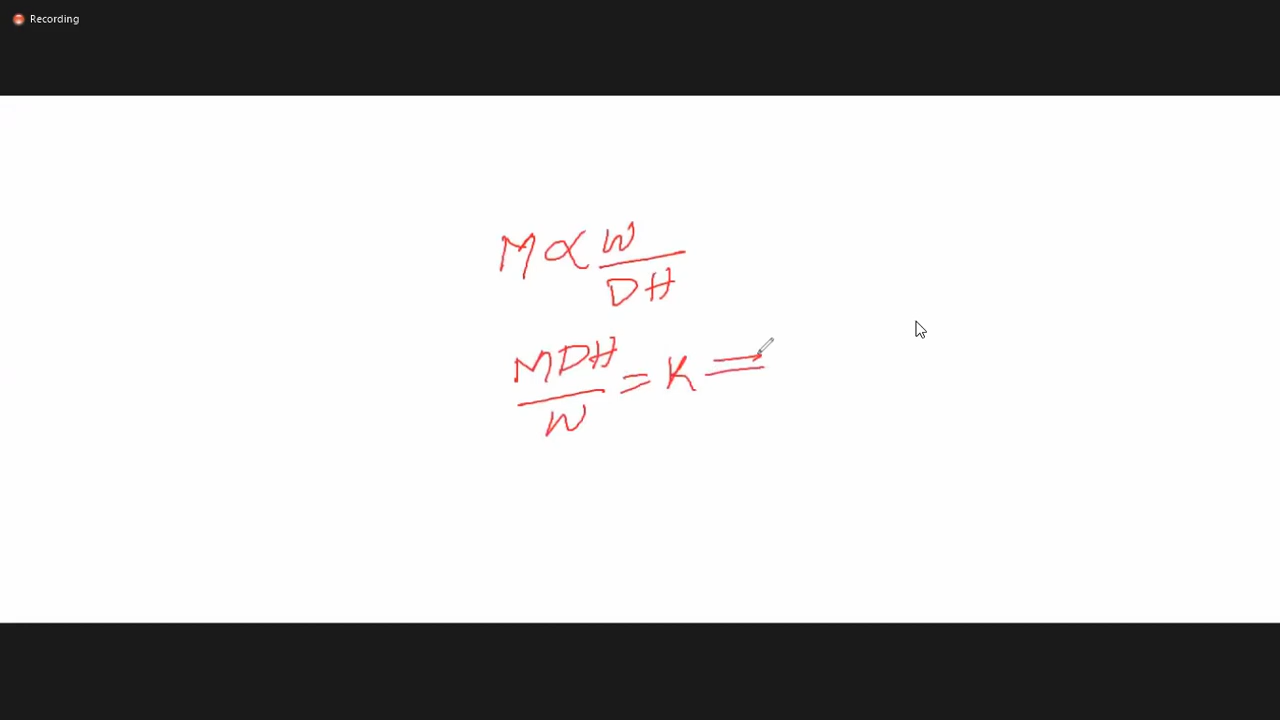 Recording
M ∝ W/DH
MDH/W = K =